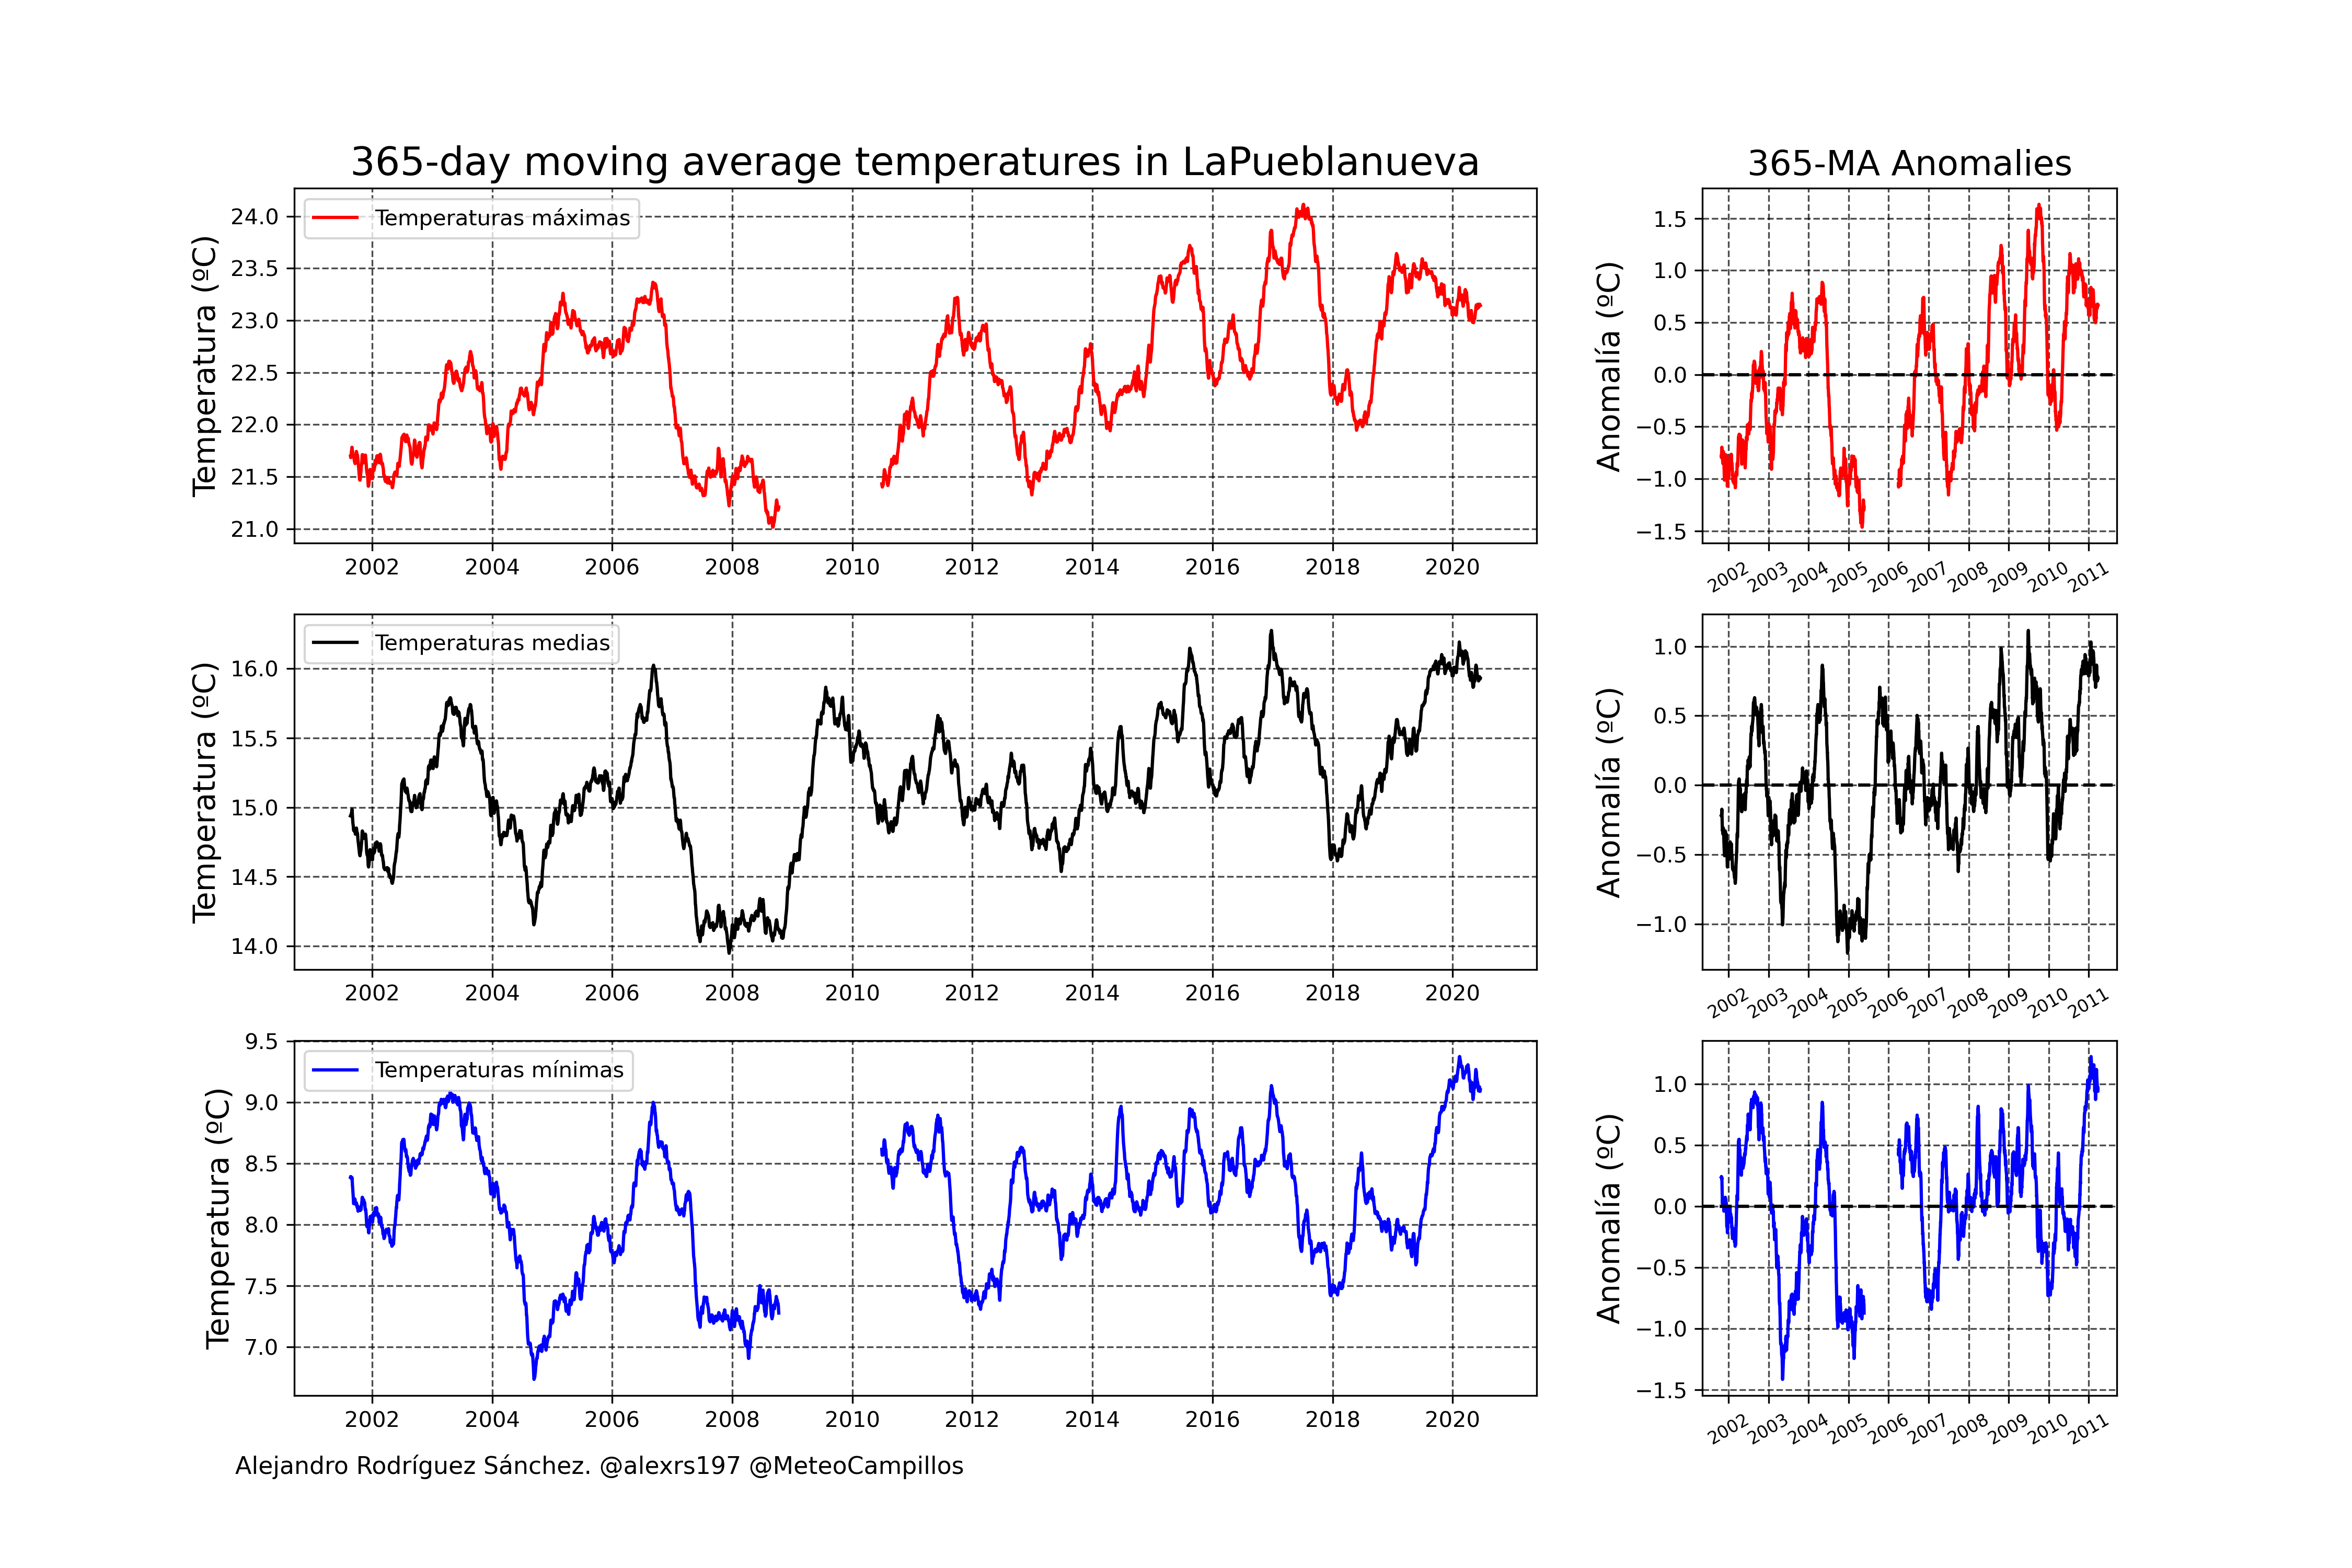 365-day moving average temperatures in LaPueblanueva
365-MA Anomalies
Temperatura (ºC)
24.0
23.5
23.0
22.5
22.0
21.5
21.0
Temperaturas máximas
2002 2004 2006 2008 2010 2012 2014 2016 2018 2020
Anomalía (ºC)
1.5
1.0
0.5
0.0
−0.5
−1.0
−1.5
2002 2003 2004 2005 2006 2007 2008 2009 2010 2011
Temperatura (ºC)
16.0
15.5
15.0
14.5
14.0
Temperaturas medias
2002 2004 2006 2008 2010 2012 2014 2016 2018 2020
Anomalía (ºC)
1.0
0.5
0.0
−0.5
−1.0
2002 2003 2004 2005 2006 2007 2008 2009 2010 2011
Temperatura (ºC)
9.5
9.0
8.5
8.0
7.5
7.0
Temperaturas mínimas
2002 2004 2006 2008 2010 2012 2014 2016 2018 2020
Anomalía (ºC)
1.0
0.5
0.0
−0.5
−1.0
−1.5
2002 2003 2004 2005 2006 2007 2008 2009 2010 2011
Alejandro Rodríguez Sánchez. @alexrs197 @MeteoCampillos